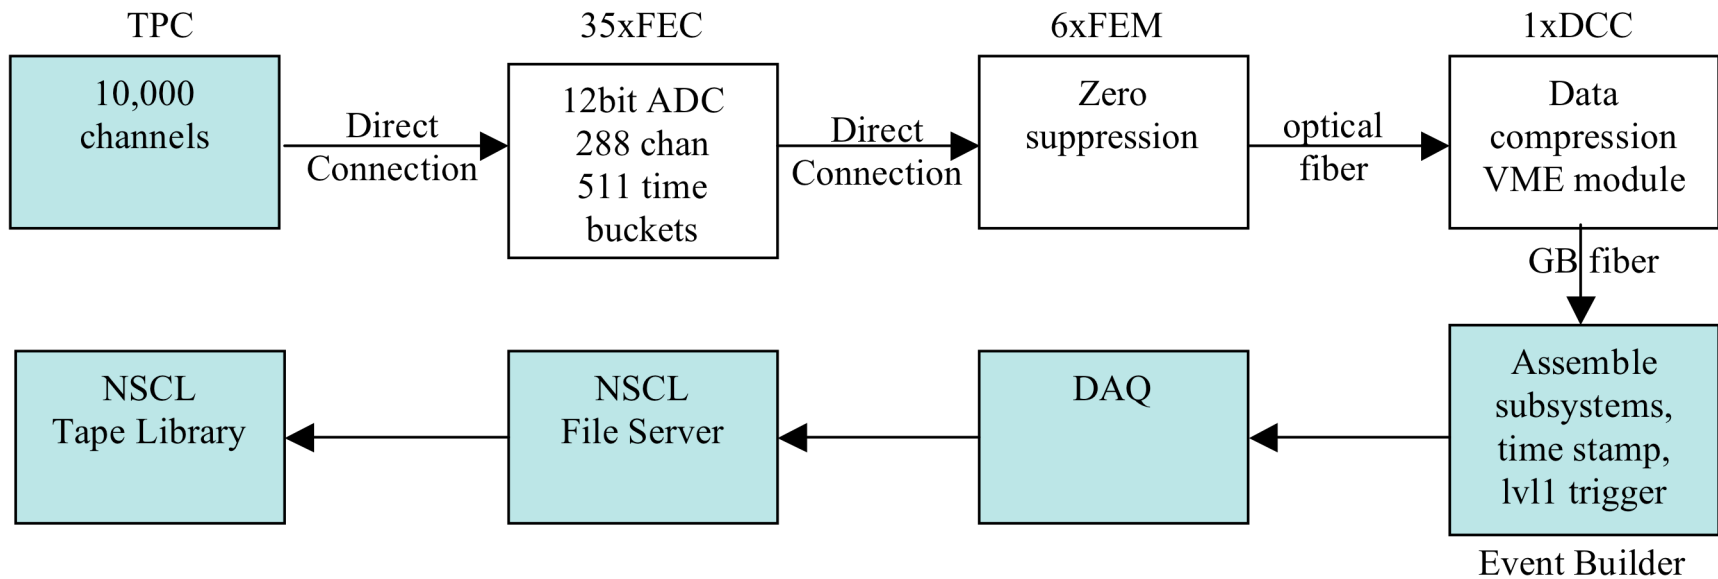 TPC
10,000
channels
Direct
Connection
35xFEC
12bit ADC
288 chan
511 time
buckets
Direct
Connection
6xFEM
Zero
suppression
optical
fiber
1xDCC
Data
compression
VME module
GB fiber
Assemble
subsystems,
time stamp,
lvl1 trigger
Event Builder
DAQ
NSCL
File Server
NSCL
Tape Library